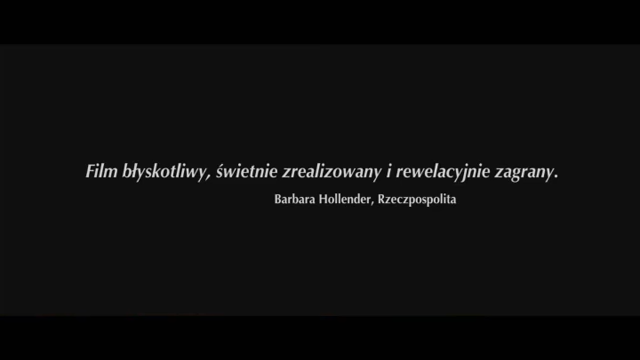 Film błyskotliwy, świetnie zrealizowany i rewelacyjnie zagrany.
Barbara Hollender, Rzeczpospolita